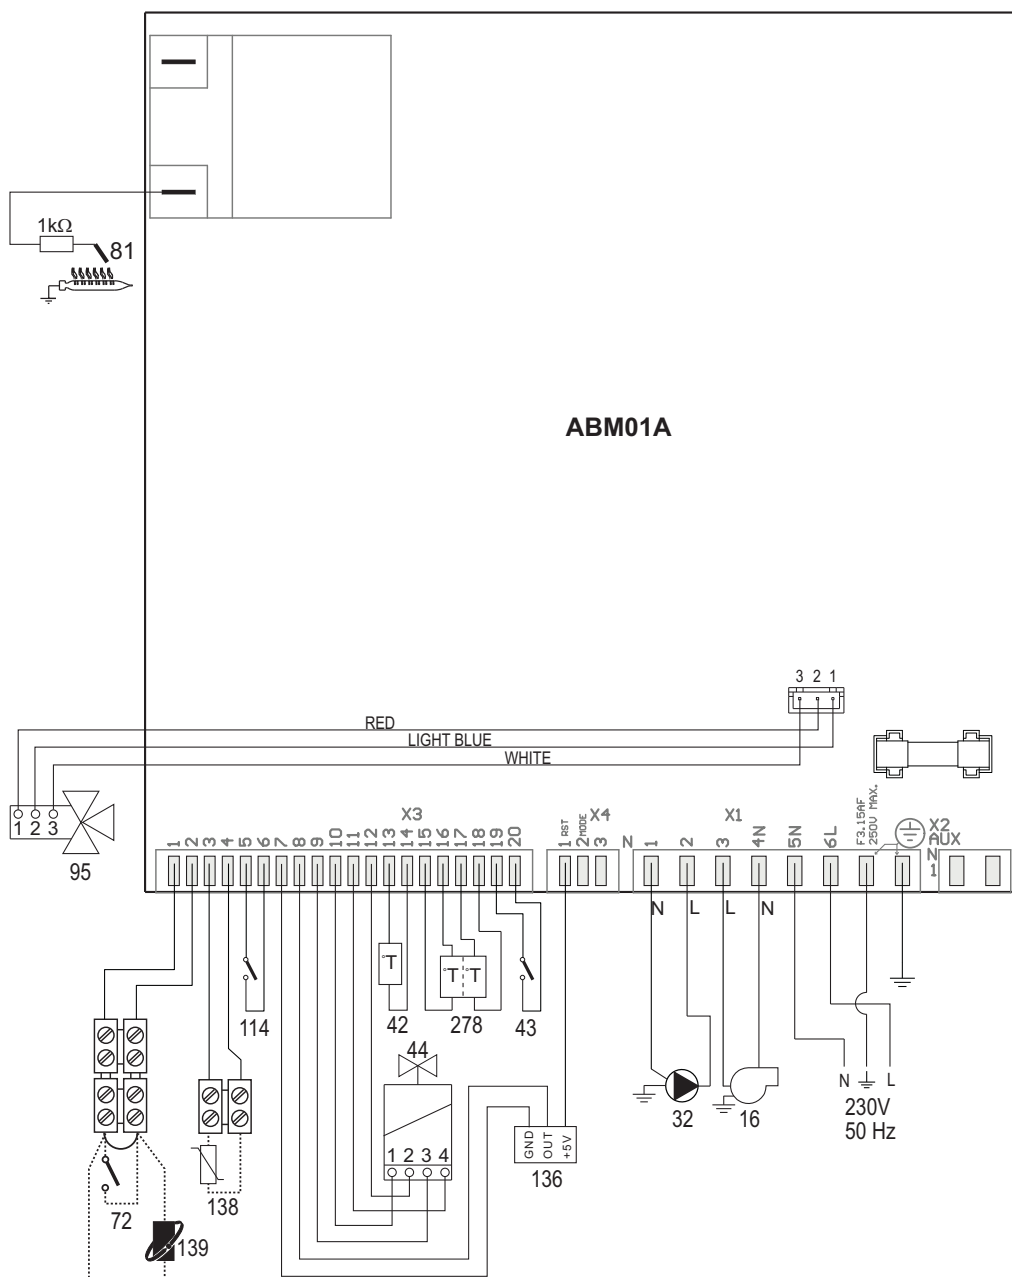 1kΩ
81
ABM01A
3 2 1
RED
LIGHT BLUE
WHITE
1 2 3
95
X3
1 2 3 4 5 6 7 8 9 10 11 12 13 14 15 16 17 18 19 20
X4
1 RST
2 MODE
3
N
X1
1 2 3 4N 5N 6L
F3.15AF
250V MAX.
X2
AUX
N
1
N L L N
114
°T
42
°T °T
278
43
44
1 2 3 4
GND
OUT
+5V
136
32
16
N L
230V
50 Hz
72
138
139